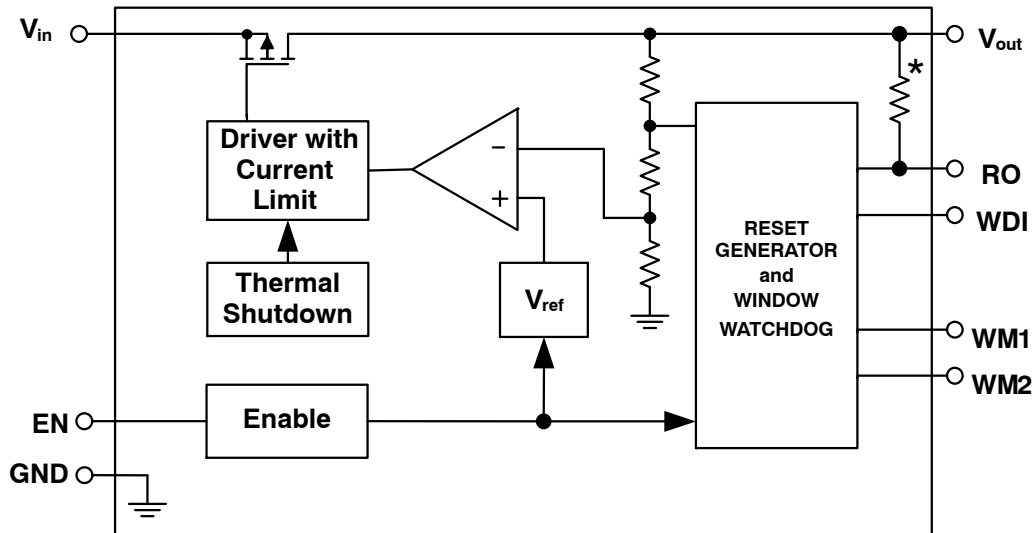 Vin
Vout
*
Driver with
Current
Limit
−
+
RO
WDI
RESET
GENERATOR
and
WINDOW
WATCHDOG
Thermal
Shutdown
Vref
WM1
WM2
EN
Enable
GND